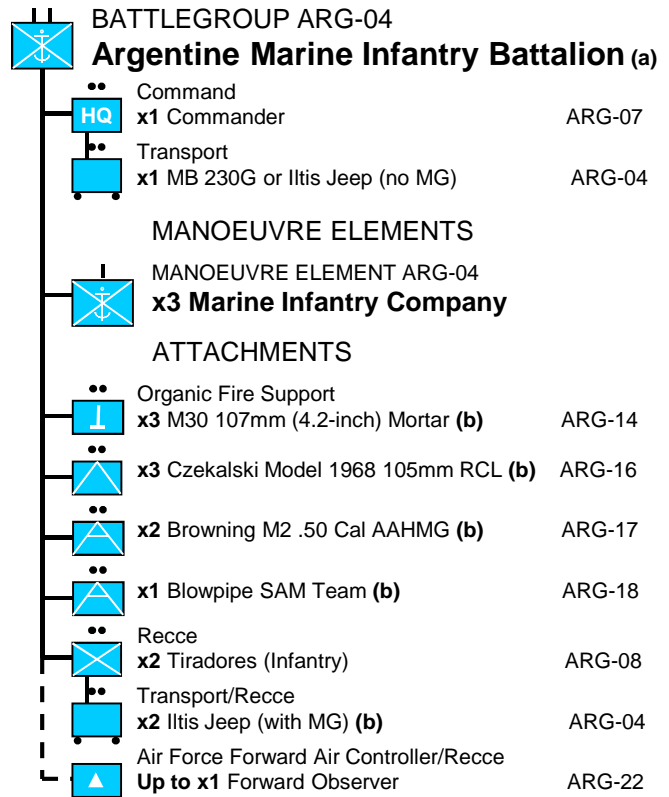 BATTLEGROUP ARG-04
Argentine Marine Infantry Battalion (a)
Command
HQ x1 Commander ARG-07
Transport
x1 MB 230G or Iltis Jeep (no MG) ARG-04
MANOEUVRE ELEMENTS
MANOEUVRE ELEMENT ARG-04
x3 Marine Infantry Company
ATTACHMENTS
Organic Fire Support
x3 M30 107mm (4.2-inch) Mortar (b) ARG-14
x3 Czekalski Model 1968 105mm RCL (b) ARG-16
x2 Browning M2 .50 Cal AAHMG (b) ARG-17
x1 Blowpipe SAM Team (b) ARG-18
Recce
x2 Tiradores (Infantry) ARG-08
Transport/Recce
x2 Iltis Jeep (with MG) (b) ARG-04
Air Force Forward Air Controller/Recce
Up to x1 Forward Observer ARG-22